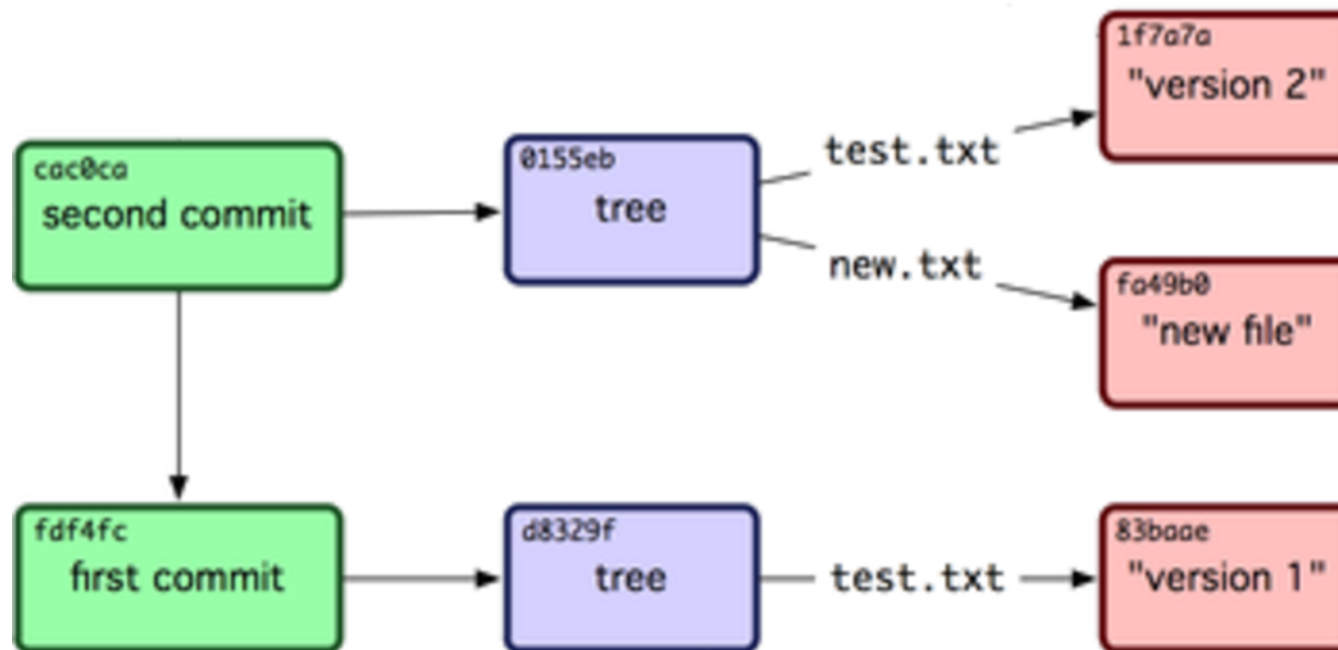 1f7a7a
"version 2"
test.txt
cac0ca
second commit
0155eb
tree
new.txt
fa49b0
"new file"
fdf4fc
first commit
d8329f
tree
test.txt
83baae
"version 1"